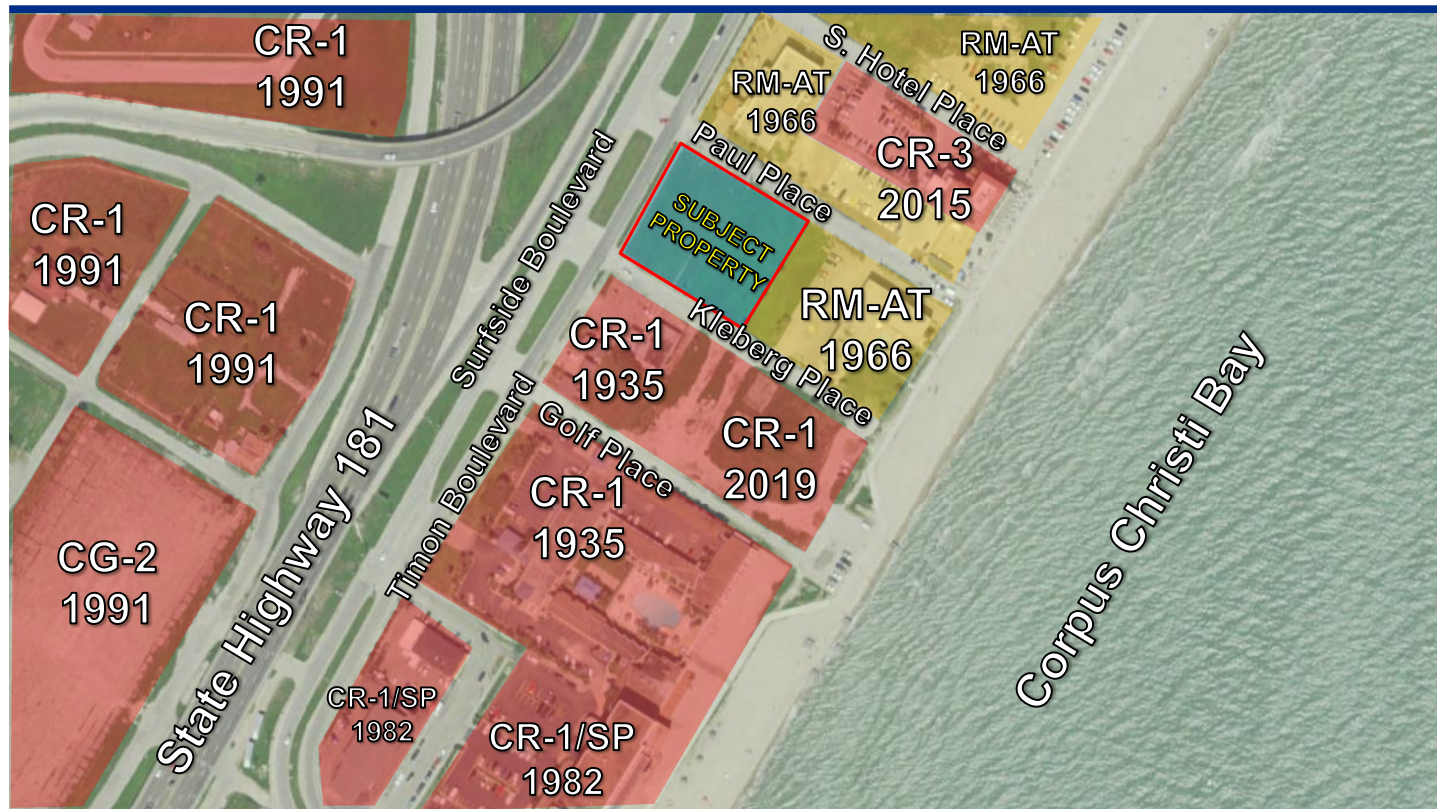 CR-1
1991
S. Hotel Place
RM-AT
1966
RM-AT
1966
Paul Place
CR-3
2015
Surfside Boulevard
SUBJECT
PROPERTY
CR-1
1991
CR-1
1991
RM-AT
1966
Kleberg Place
CR-1
1935
Corpus Christi Bay
Timon Boulevard
Golf Place
CR-1
2019
State Highway 181
CR-1
1935
CG-2
1991
CR-1/SP
1982
CR-1/SP
1982